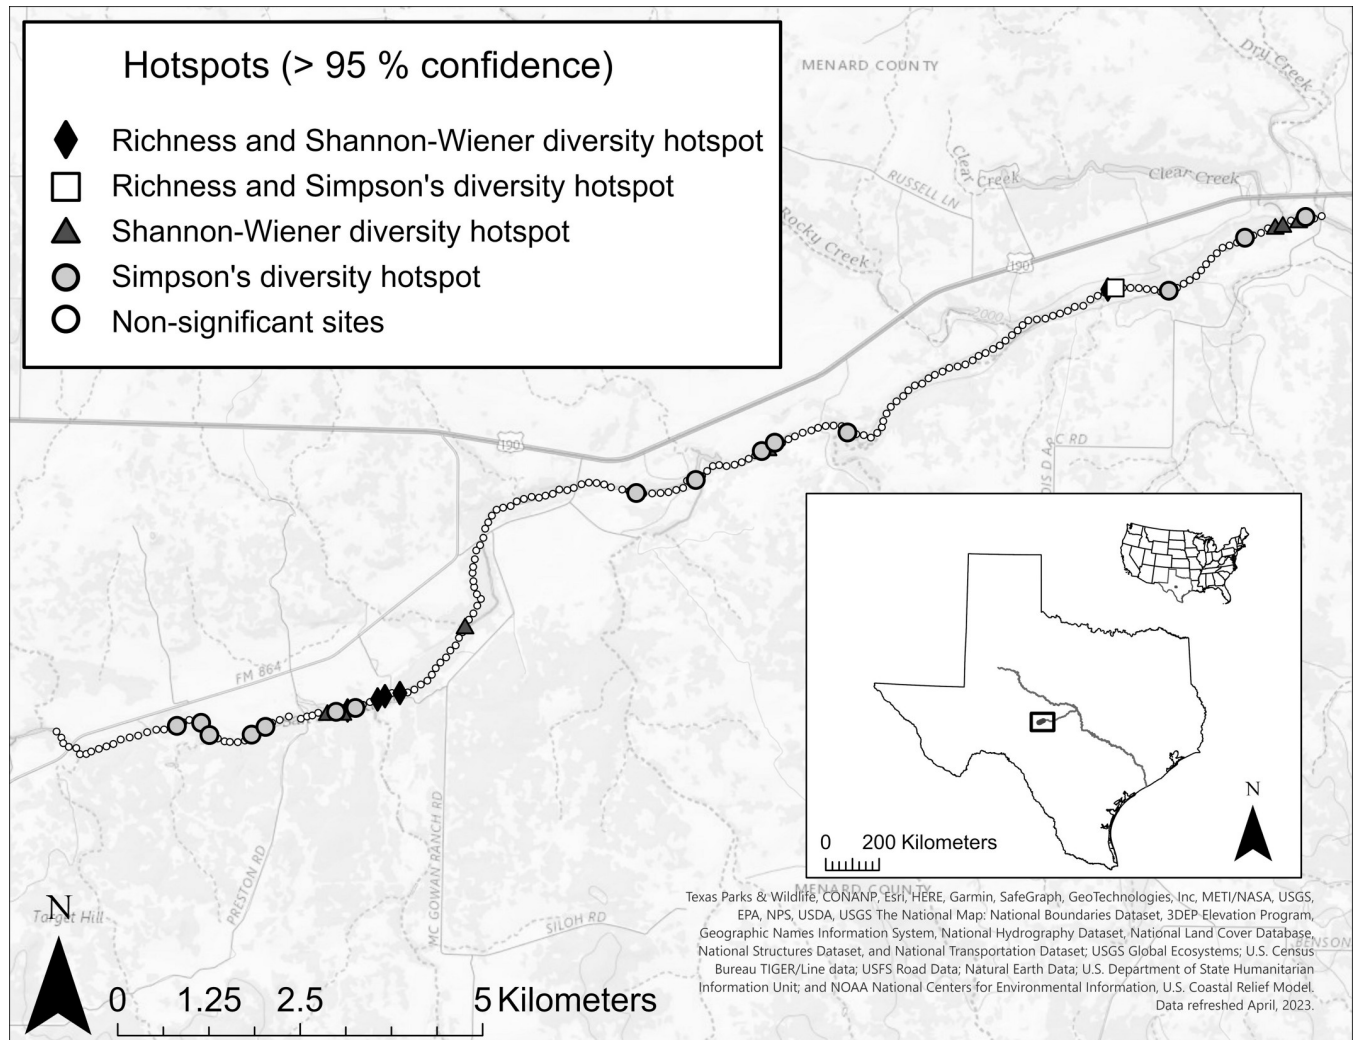 Hotspots (> 95 % confidence)
Richness and Shannon-Wiener diversity hotspot
Richness and Simpson's diversity hotspot
Shannon-Wiener diversity hotspot
Simpson's diversity hotspot
Non-significant sites
MENARD COUNTY
Dry Creek
Clear
Creek
Clear Creek
RUSSELL LN
Rocky Creek
190
2000
190
C RD
FM 864
PRESTON RD
MC GOWAN RANCH RD
SILOH RD
Target Hill
N
0 1.25 2.5 5 Kilometers
N
0 200 Kilometers
MENARD COUNTY
BENSON
Texas Parks & Wildlife, CONANP, Esri, HERE, Garmin, SafeGraph, GeoTechnologies, Inc, METI/NASA, USGS,
EPA, NPS, USDA, USGS The National Map: National Boundaries Dataset, 3DEP Elevation Program,
Geographic Names Information System, National Hydrography Dataset, National Land Cover Database,
National Structures Dataset, and National Transportation Dataset; USGS Global Ecosystems; U.S. Census
Bureau TIGER/Line data; USFS Road Data; Natural Earth Data; U.S. Department of State Humanitarian
Information Unit; and NOAA National Centers for Environmental Information, U.S. Coastal Relief Model.
Data refreshed April, 2023.